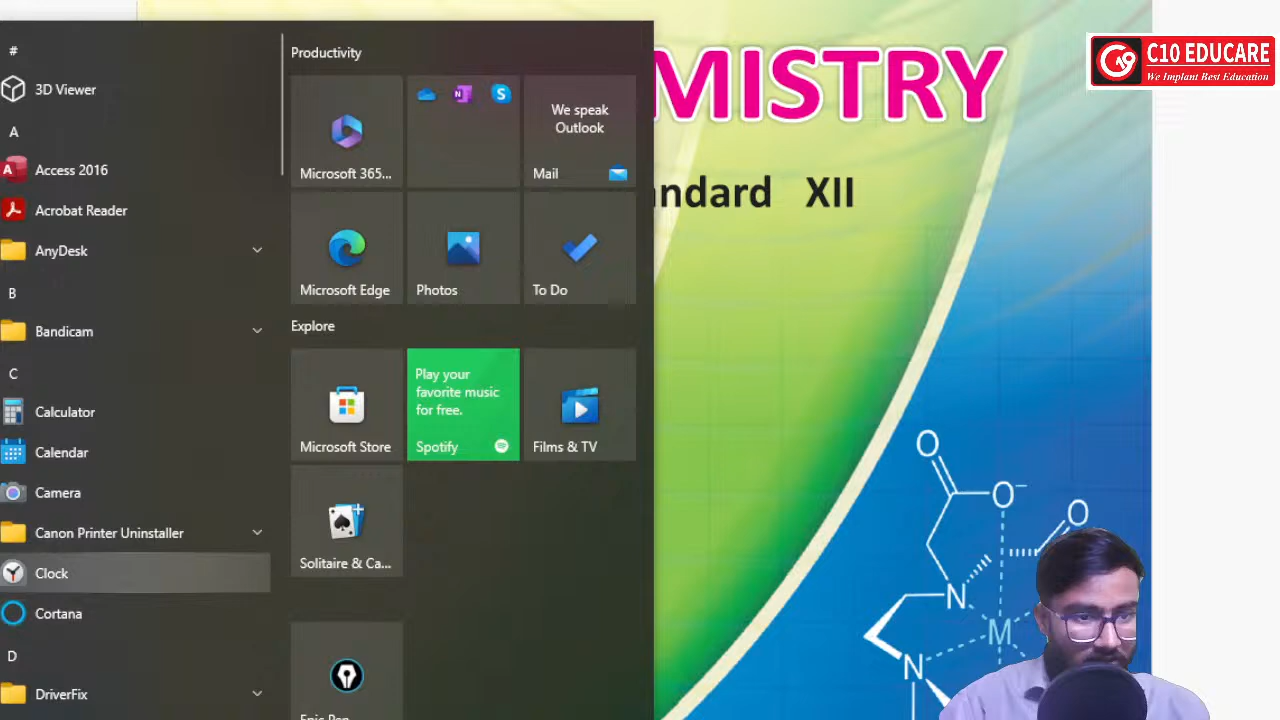 #
3D Viewer
A
Access 2016
Acrobat Reader
AnyDesk
B
Bandicam
C
Calculator
Calendar
Camera
Canon Printer Uninstaller
Clock
Cortana
D
DriverFix
Productivity
Microsoft 365...
We speak
Outlook
Mail
Microsoft Edge
Photos
To Do
Explore
Microsoft Store
Play your
favorite music
for free.
Spotify
Films & TV
Solitaire & Ca...
MISTRY
ndard XII
C10 EDUCARE
We Implant Best Education
O
O−
O
N
M
N